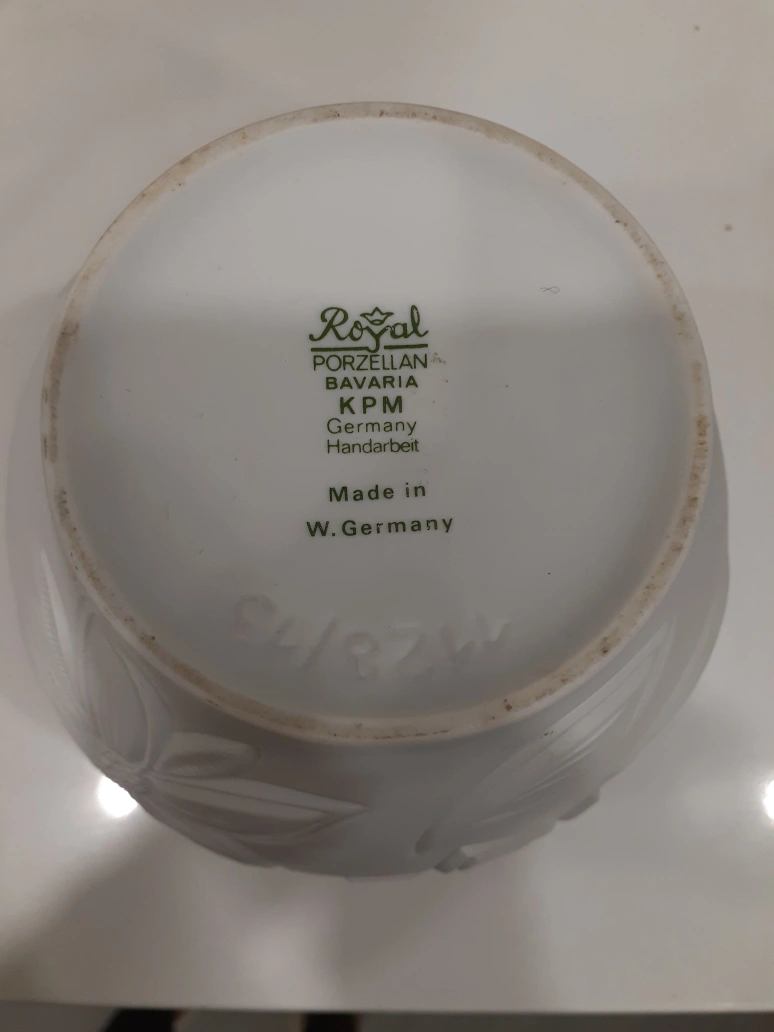 Royal
PORZELLAN
BAVARIA
KPM
Germany
Handarbeit
Made in
W. Germany